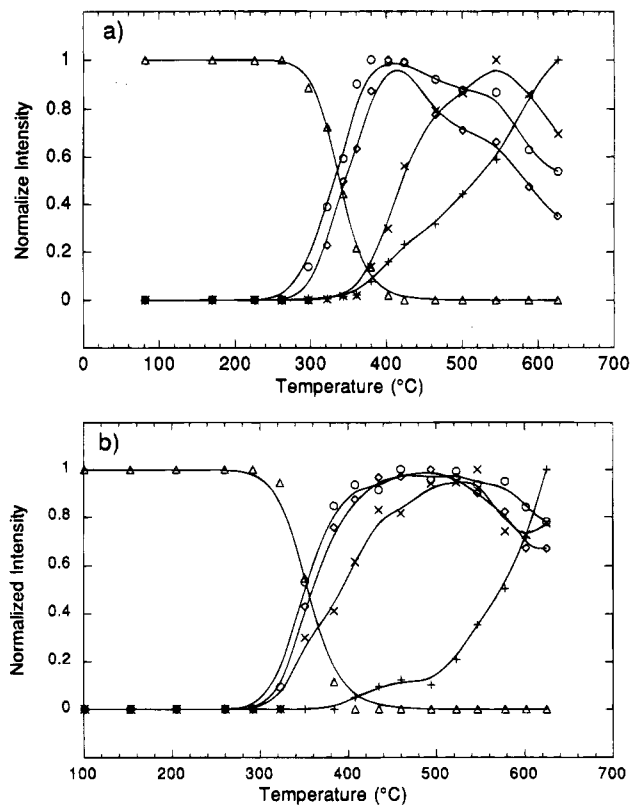 a)
Normalize Intensity
1
0.8
0.6
0.4
0.2
0
0 100 200 300 400 500 600 700
Temperature (°C)
b)
Normalized Intensity
1
0.8
0.6
0.4
0.2
0
100 200 300 400 500 600 700
Temperature (°C)